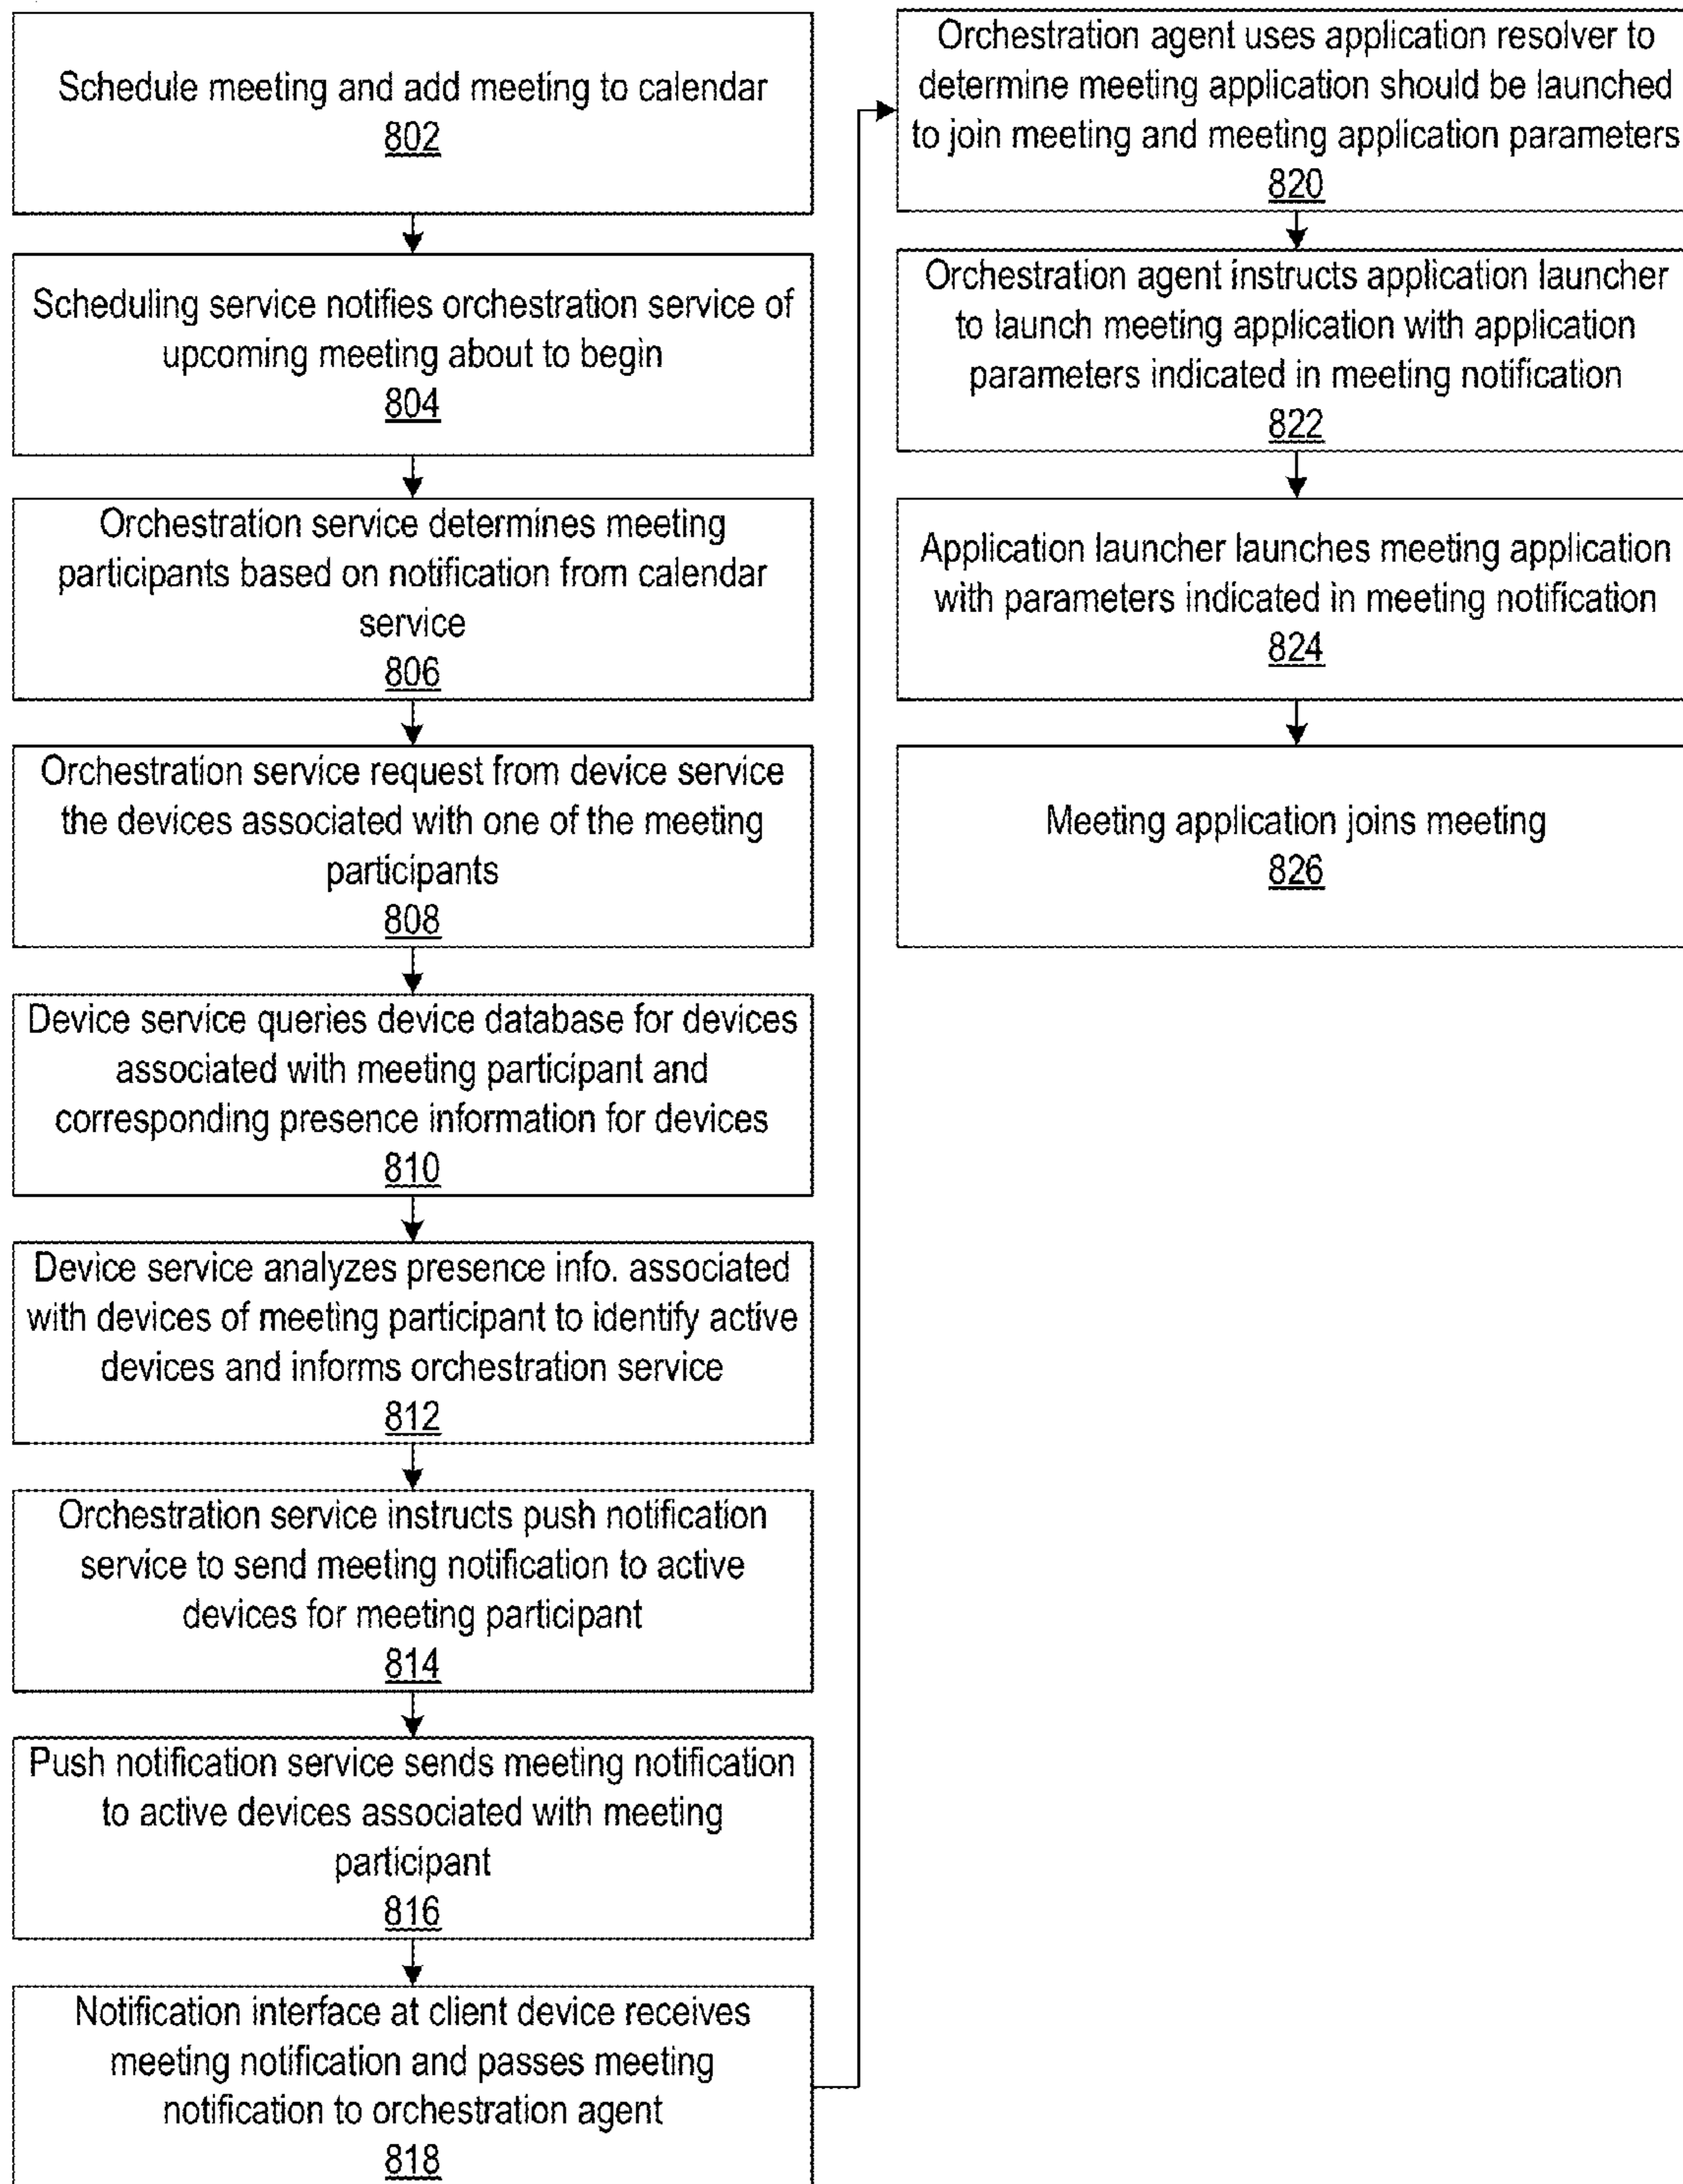 Schedule meeting and add meeting to calendar
802
Scheduling service notifies orchestration service of
upcoming meeting about to begin
804
Orchestration service determines meeting
participants based on notification from calendar
service
806
Orchestration service request from device service
the devices associated with one of the meeting
participants
808
Device service queries device database for devices
associated with meeting participant and
corresponding presence information for devices
810
Device service analyzes presence info. associated
with devices of meeting participant to identify active
devices and informs orchestration service
812
Orchestration service instructs push notification
service to send meeting notification to active
devices for meeting participant
814
Push notification service sends meeting notification
to active devices associated with meeting
participant
816
Notification interface at client device receives
meeting notification and passes meeting
notification to orchestration agent
818
Orchestration agent uses application resolver to
determine meeting application should be launched
to join meeting and meeting application parameters
820
Orchestration agent instructs application launcher
to launch meeting application with application
parameters indicated in meeting notification
822
Application launcher launches meeting application
with parameters indicated in meeting notification
824
Meeting application joins meeting
826